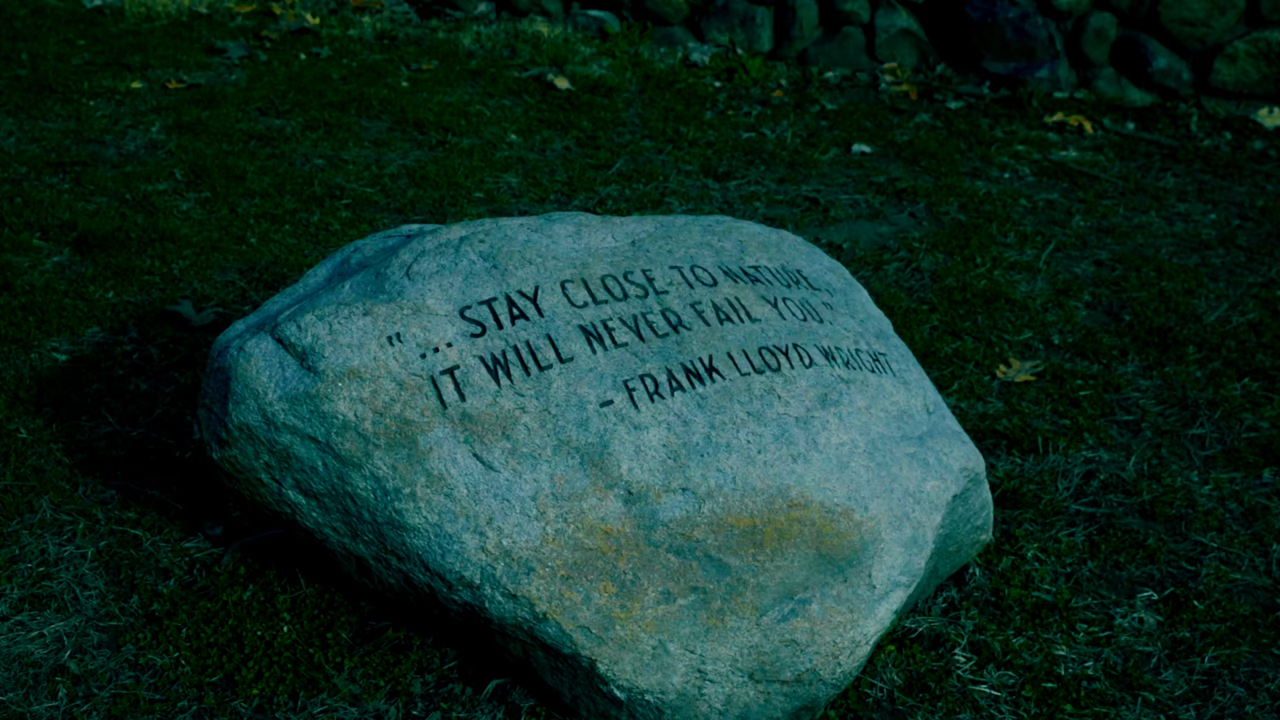 "... STAY CLOSE TO NATURE,
IT WILL NEVER FAIL YOU."
- FRANK LLOYD WRIGHT